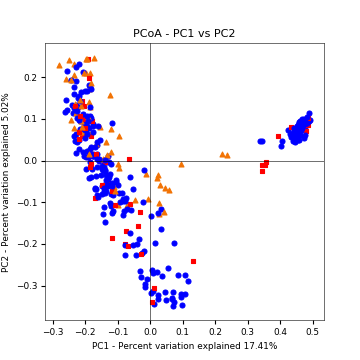 PCoA - PC1 vs PC2
PC2 - Percent variation explained 5.02%
0.2
0.1
0.0
−0.1
−0.2
−0.3
−0.3 −0.2 −0.1 0.0 0.1 0.2 0.3 0.4 0.5
PC1 - Percent variation explained 17.41%